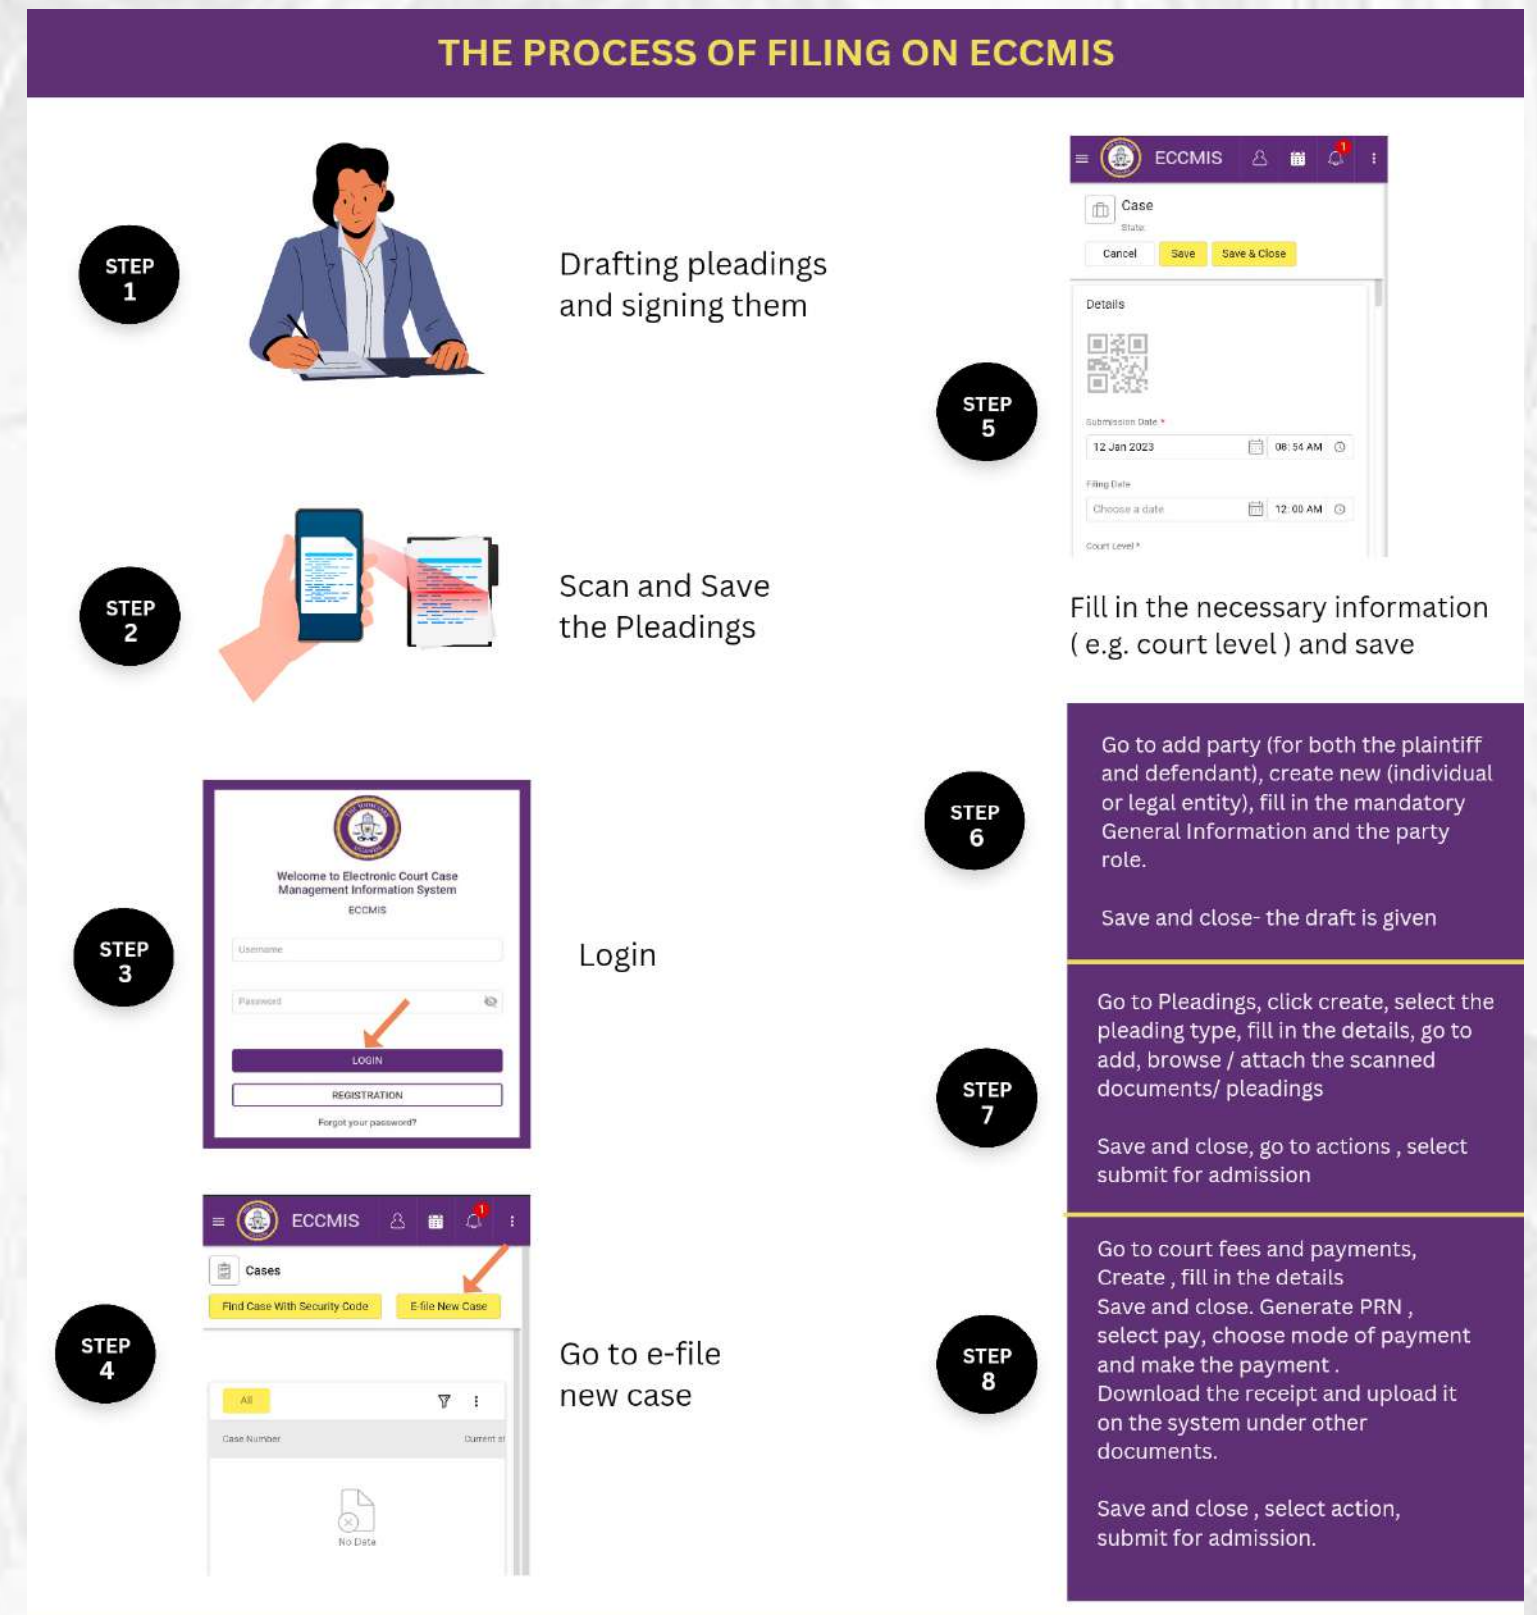 THE PROCESS OF FILING ON ECCMIS
STEP
1
Drafting pleadings
and signing them
STEP
2
Scan and Save
the Pleadings
STEP
3
Welcome to Electronic Court Case
Management Information System
ECCMIS
Username
Password
LOGIN
REGISTRATION
Forgot your password?
Login
STEP
4
ECCMIS
1
Cases
Find Case With Security Code
E-file New Case
All
Case Number
Current st
No Data
Go to e-file
new case
STEP
5
ECCMIS
1
Case
State:
Cancel
Save
Save & Close
Details
Submission Date *
12 Jan 2023
08:54 AM
Filing Date
Choose a date
12:00 AM
Court Level *
Fill in the necessary information
( e.g. court level ) and save
STEP
6
Go to add party (for both the plaintiff
and defendant), create new (individual
or legal entity), fill in the mandatory
General Information and the party
role.
Save and close- the draft is given
STEP
7
Go to Pleadings, click create, select the
pleading type, fill in the details, go to
add, browse / attach the scanned
documents/ pleadings
Save and close, go to actions , select
submit for admission
STEP
8
Go to court fees and payments,
Create , fill in the details
Save and close. Generate PRN ,
select pay, choose mode of payment
and make the payment .
Download the receipt and upload it
on the system under other
documents.
Save and close , select action,
submit for admission.